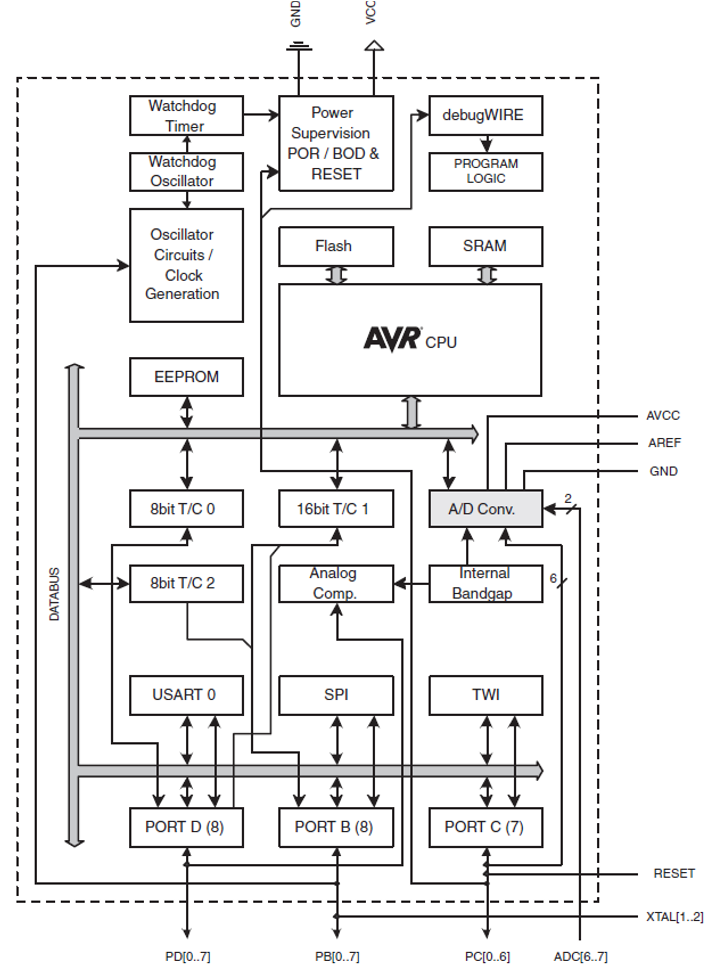 GND
VCC
Watchdog
Timer
Power
Supervision
POR / BOD &
RESET
debugWIRE
Watchdog
Oscillator
PROGRAM
LOGIC
Oscillator
Circuits /
Clock
Generation
Flash
SRAM
AVR CPU
EEPROM
AVCC
AREF
GND
8bit T/C 0
16bit T/C 1
A/D Conv.
2
8bit T/C 2
Analog
Comp.
Internal
Bandgap
6
DATABUS
USART 0
SPI
TWI
PORT D (8)
PORT B (8)
PORT C (7)
RESET
XTAL[1..2]
PD[0..7]
PB[0..7]
PC[0..6]
ADC[6..7]